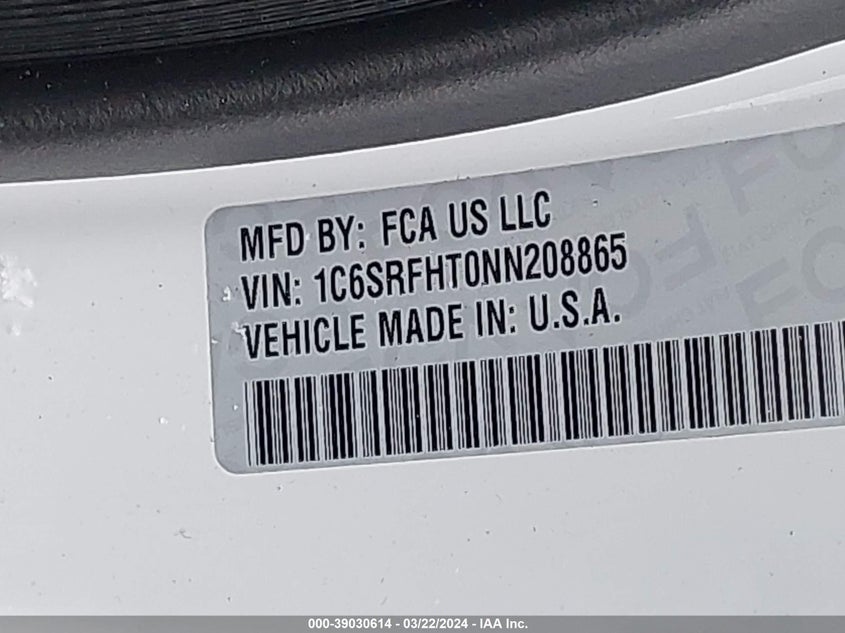 MFD BY: FCA US LLC
VIN: 1C6SRFHT0NN208865
VEHICLE MADE IN: U.S.A.
000-39030614 - 03/22/2024 - IAA Inc.